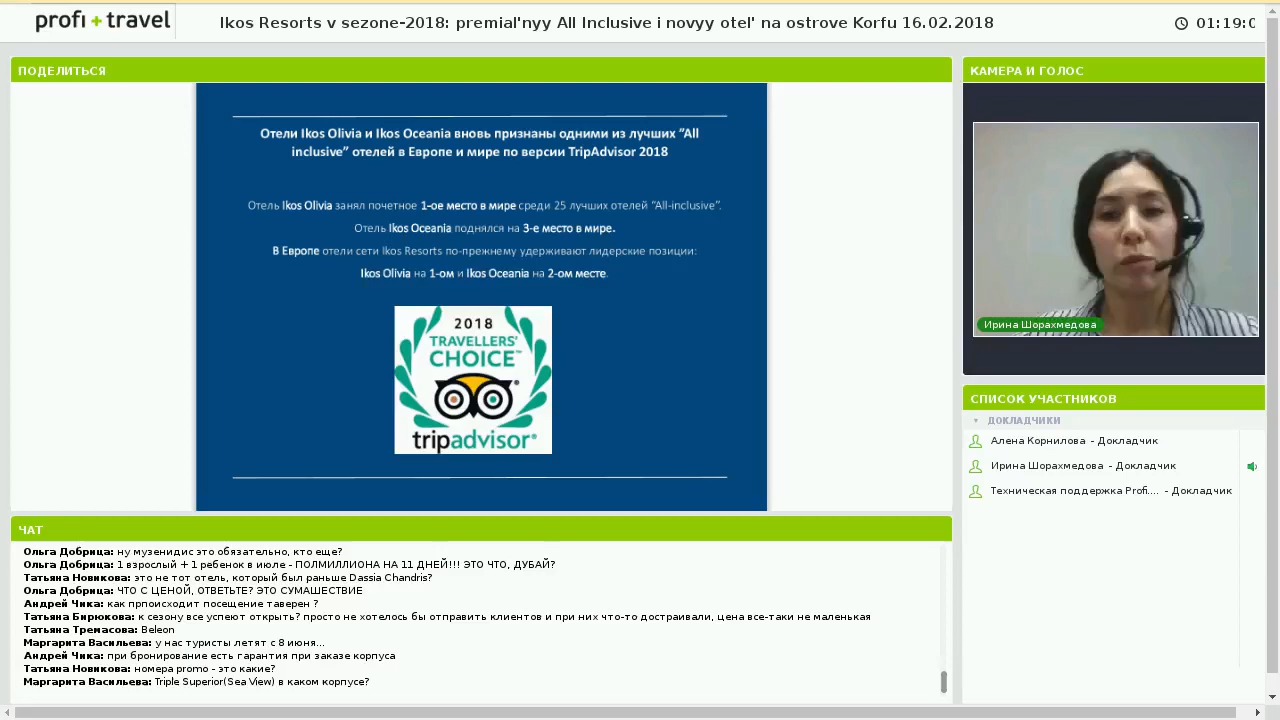 profi + travel
Ikos Resorts v sezone-2018: premial'nyy All Inclusive i novyy otel' na ostrove Korfu 16.02.2018
01:19:0
ПОДЕЛИТЬСЯ
Отели Ikos Olivia и Ikos Oceania вновь признаны одними из лучших "All
inclusive" отелей в Европе и мире по версии TripAdvisor 2018
Отель Ikos Olivia занял почетное 1-ое место в мире среди 25 лучших отелей "All-inclusive".
Отель Ikos Oceania поднялся на 3-е место в мире.
В Европе отели сети Ikos Resorts по-прежнему удерживают лидерские позиции:
Ikos Olivia на 1-ом и Ikos Oceania на 2-ом месте.
2018
TRAVELLERS'
CHOICE™
tripadvisor®
КАМЕРА И ГОЛОС
Ирина Шорахмедова
СПИСОК УЧАСТНИКОВ
ДОКЛАДЧИКИ
Алена Корнилова - Докладчик
Ирина Шорахмедова - Докладчик
Техническая поддержка Profi.... - Докладчик
ЧАТ
Ольга Добрица: ну музенидис это обязательно, кто еще?
Ольга Добрица: 1 взрослый + 1 ребенок в июле - ПОЛМИЛЛИОНА НА 11 ДНЕЙ!!! ЭТО ЧТО, ДУБАЙ?
Татьяна Новикова: это не тот отель, который был раньше Dassia Chandris?
Ольга Добрица: ЧТО С ЦЕНОЙ, ОТВЕТЬТЕ? ЭТО СУМАШЕСТВИЕ
Андрей Чика: как прпоисходит посещение таверен ?
Татьяна Бирюкова: к сезону все успеют открыть? просто не хотелось бы отправить клиентов и при них что-то достраивали, цена все-таки не маленькая
Татьяна Тремасова: Beleon
Маргарита Васильева: у нас туристы летят с 8 июня...
Андрей Чика: при бронирование есть гарантия при заказе корпуса
Татьяна Новикова: номера promo - это какие?
Маргарита Васильева: Triple Superior(Sea View) в каком корпусе?